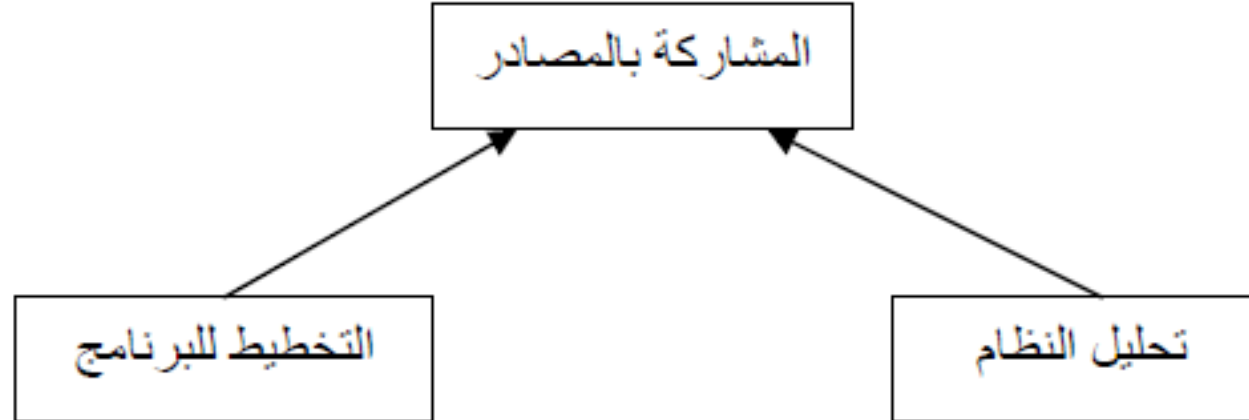 المشاركة بالمصادر
تحليل النظام
التخطيط للبرنامج